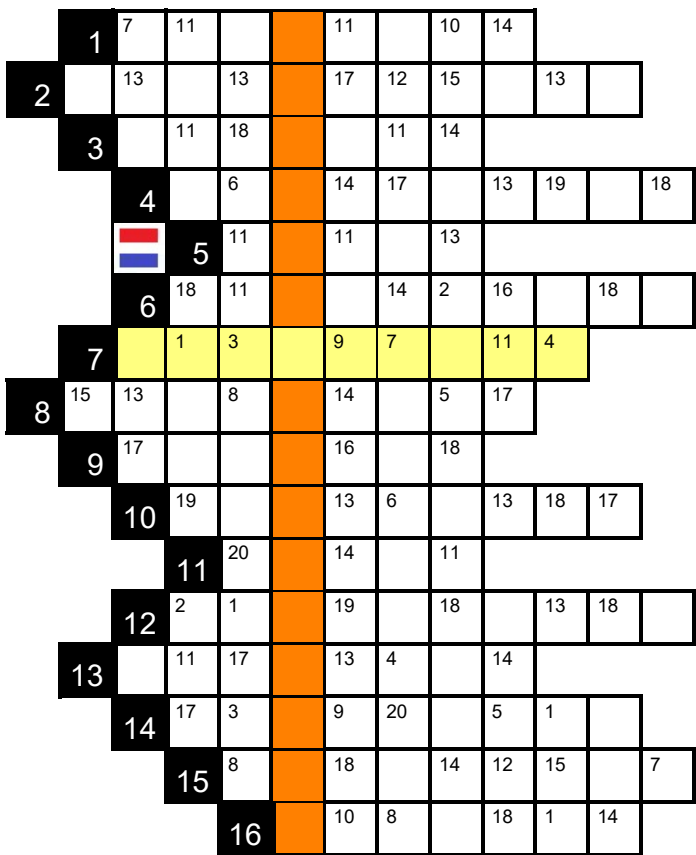 1 7 11 11 10 14
2 13 13 17 12 15 13
3 11 18 11 14
4 6 14 17 13 19 18
5 11 11 13
6 18 11 14 2 16 18
7 1 3 9 7 11 4
8 15 13 8 14 5 17
9 17 16 18
10 19 13 6 13 18 17
11 20 14 11
12 2 1 19 18 13 18
13 11 17 13 4 14
14 17 3 9 20 5 1
15 8 18 14 12 15 7
16 10 8 18 1 14